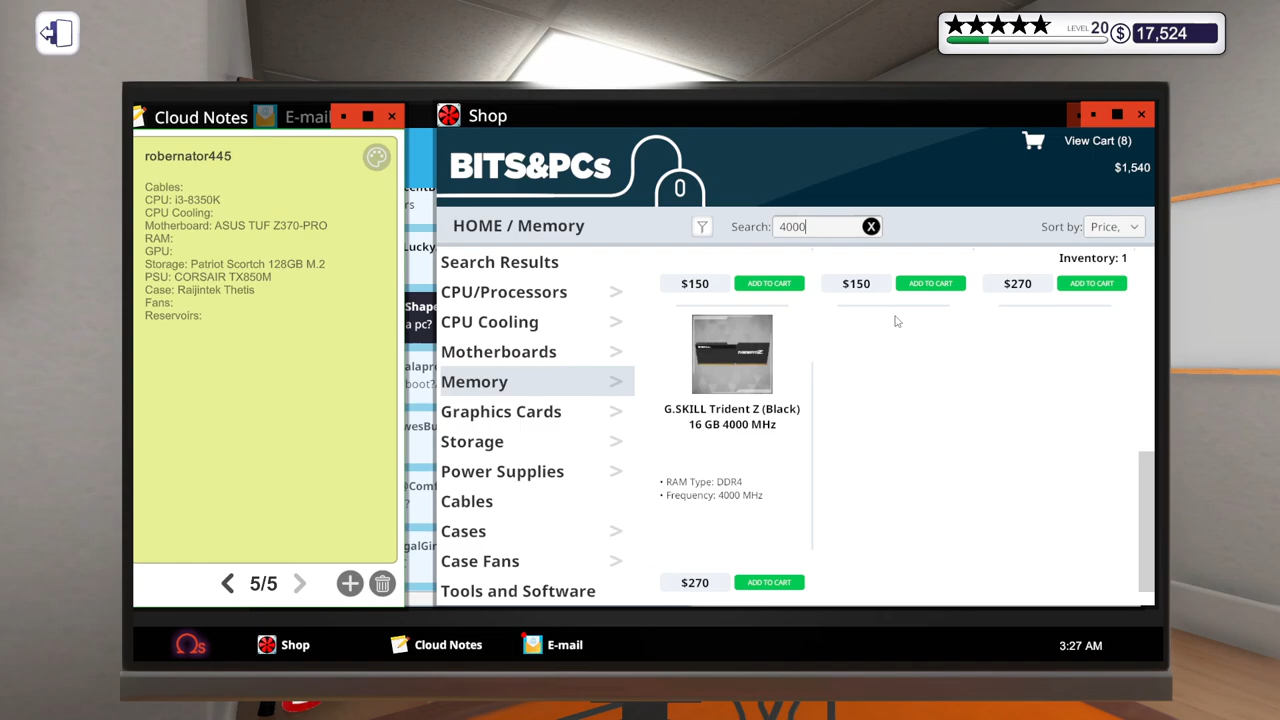 LEVEL 20
$ 17,524
Cloud Notes
E-mail
Shop
robernator445
Cables:
CPU: i3-8350K
CPU Cooling:
Motherboard: ASUS TUF Z370-PRO
RAM:
GPU:
Storage: Patriot Scortch 128GB M.2
PSU: CORSAIR TX850M
Case: Raijintek Thetis
Fans:
Reservoirs:
5/5
BITS&PCs
View Cart (8)
$1,540
HOME / Memory
Search: 4000
X
Sort by: Price,
Search Results
CPU/Processors >
CPU Cooling >
Motherboards >
Memory >
Graphics Cards >
Storage >
Power Supplies >
Cables
Cases >
Case Fans >
Tools and Software
Inventory: 1
$150 ADD TO CART
$150 ADD TO CART
$270 ADD TO CART
G.SKILL Trident Z (Black)
16 GB 4000 MHz
• RAM Type: DDR4
• Frequency: 4000 MHz
$270 ADD TO CART
Ωs
Shop
Cloud Notes
E-mail
3:27 AM